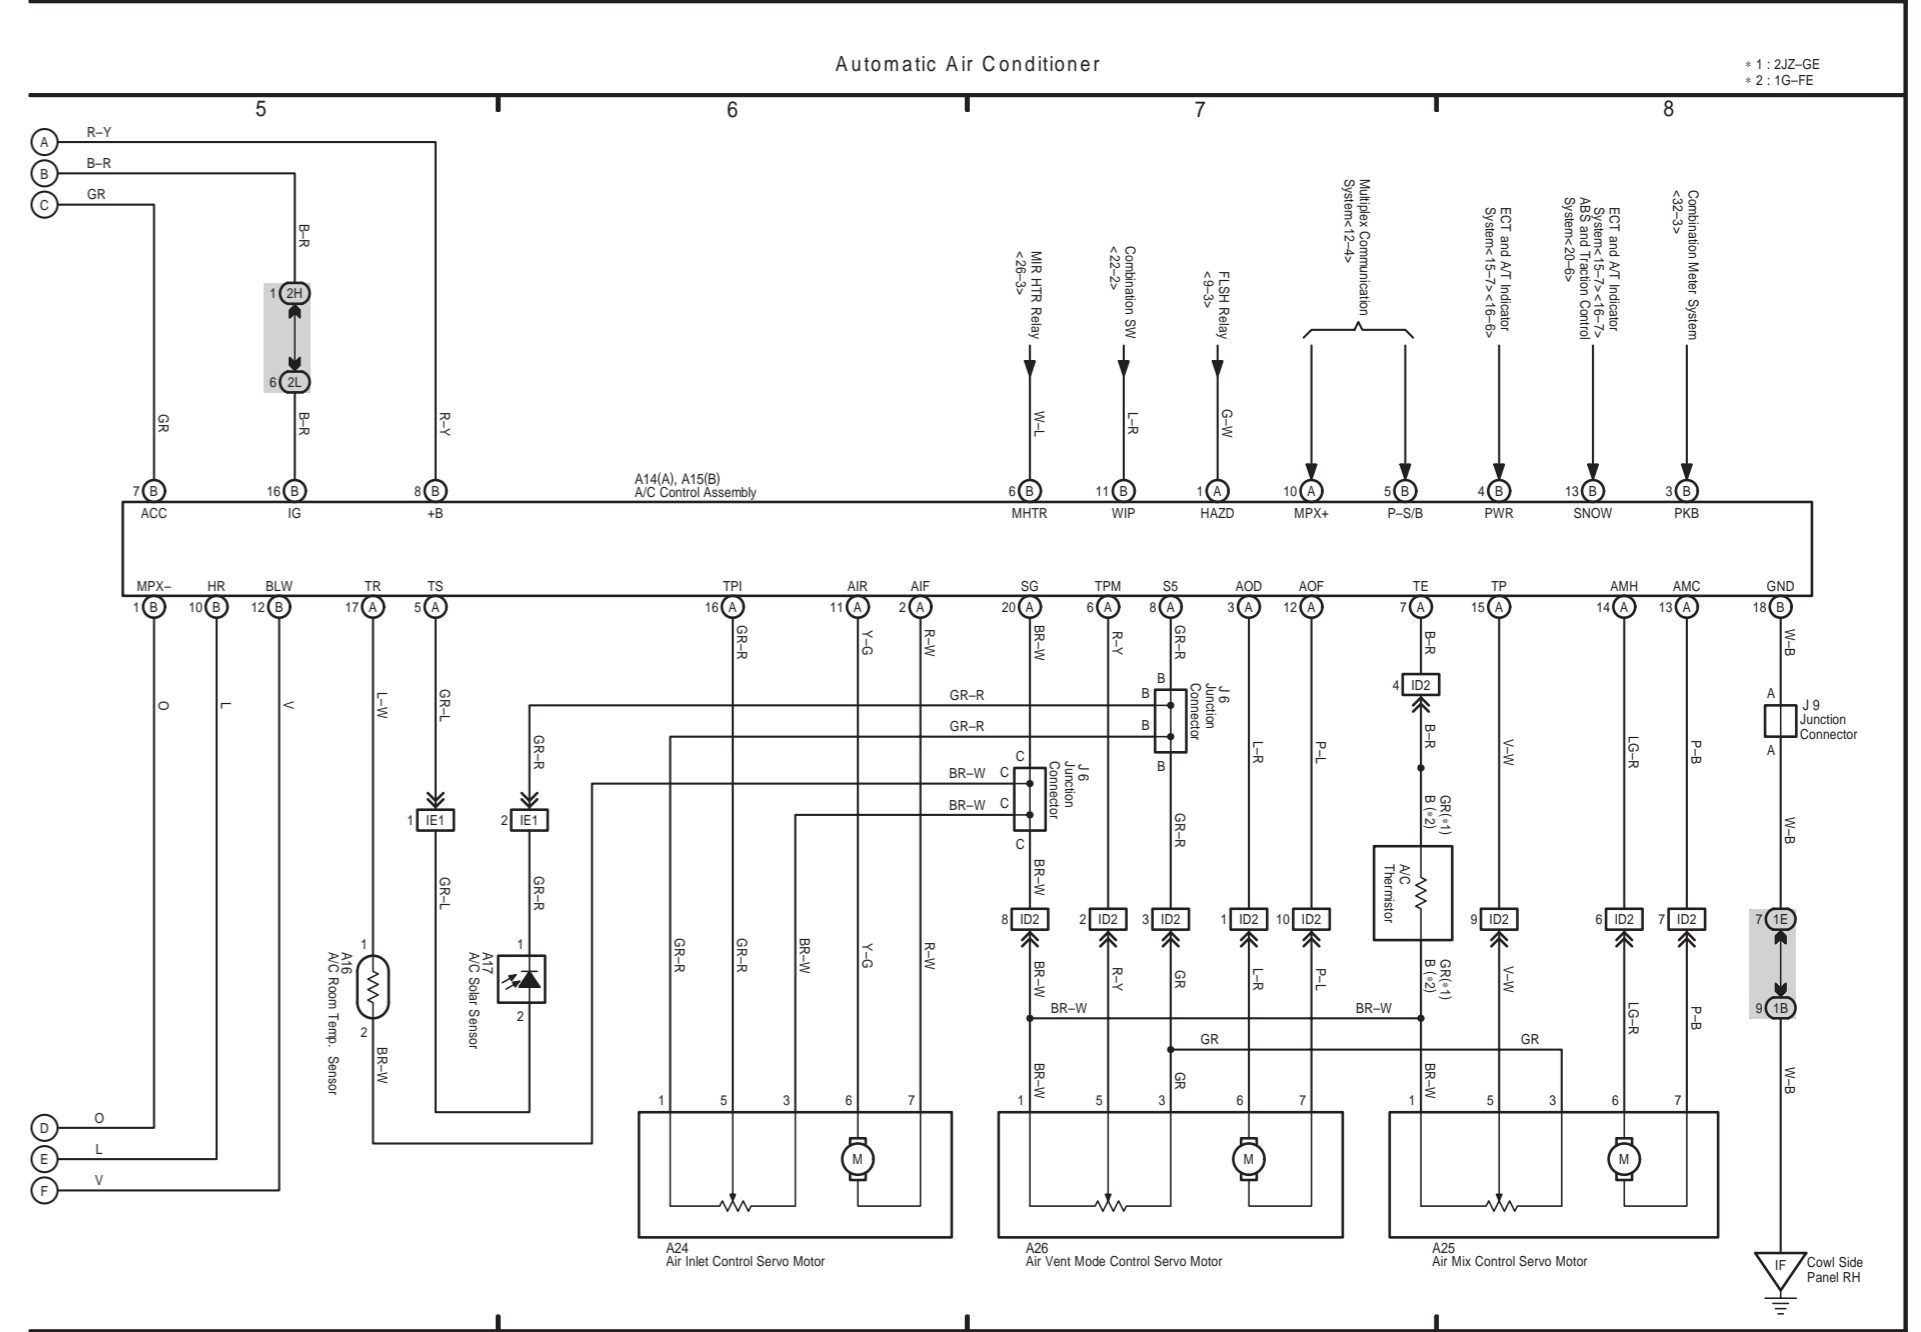 Automatic Air Conditioner
∗ 1 : 2JZ–GE
∗ 2 : 1G–FE
5
6
7
8
A
R–Y
B
B–R
C
GR
B–R
1
2H
6
2L
GR
B–R
R–Y
MIR HTR Relay
<26–3>
Combination SW
<22–2>
FLSH Relay
<9–3>
Multiplex Communication
System<12–4>
ECT and A/T Indicator
System<15–7><16–6>
ECT and A/T Indicator
System<15–7><16–7>
ABS and Traction Control
System<20–6>
Combination Meter System
<32–3>
W–L
L–R
G–W
A14(A), A15(B)
A/C Control Assembly
7 B
16 B
8 B
6 B
11 B
1 A
10 A
5 B
4 B
13 B
3 B
ACC
IG
+B
MHTR
WIP
HAZD
MPX+
P–S/B
PWR
SNOW
PKB
MPX–
HR
BLW
TR
TS
TPI
AIR
AIF
SG
TPM
S5
AOD
AOF
TE
TP
AMH
AMC
GND
1 B
10 B
12 B
17 A
5 A
16 A
11 A
2 A
20 A
6 A
8 A
3 A
12 A
7 A
15 A
14 A
13 A
18 B
GR–R
Y–G
R–W
BR–W
R–Y
GR–R
B–R
W–B
O
L
V
L–W
GR–L
GR–R
GR–R
GR–R
B
B
B
B
J 6
Junction
Connector
4
ID2
A
A
J 9
Junction
Connector
BR–W
BR–W
C
C
C
C
J 6
Junction
Connector
L–R
P–L
B–R
V–W
LG–R
P–B
1
IE1
2
IE1
GR–R
GR(∗1)
B (∗2)
W–B
GR–L
GR–R
BR–W
A/C
Thermistor
8
ID2
2
ID2
3
ID2
1
ID2
10
ID2
9
ID2
6
ID2
7
ID2
7
1E
9
1B
1
2
A16
A/C Room Temp. Sensor
1
2
A17
A/C Solar Sensor
GR–R
GR–R
BR–W
Y–G
R–W
BR–W
R–Y
GR
L–R
P–L
GR(∗1)
B (∗2)
V–W
LG–R
P–B
BR–W
BR–W
BR–W
GR
GR
BR–W
GR
BR–W
W–B
D
O
E
L
F
V
1
5
3
6
7
1
5
3
6
7
1
5
3
6
7
M
M
M
A24
Air Inlet Control Servo Motor
A26
Air Vent Mode Control Servo Motor
A25
Air Mix Control Servo Motor
IF
Cowl Side
Panel RH